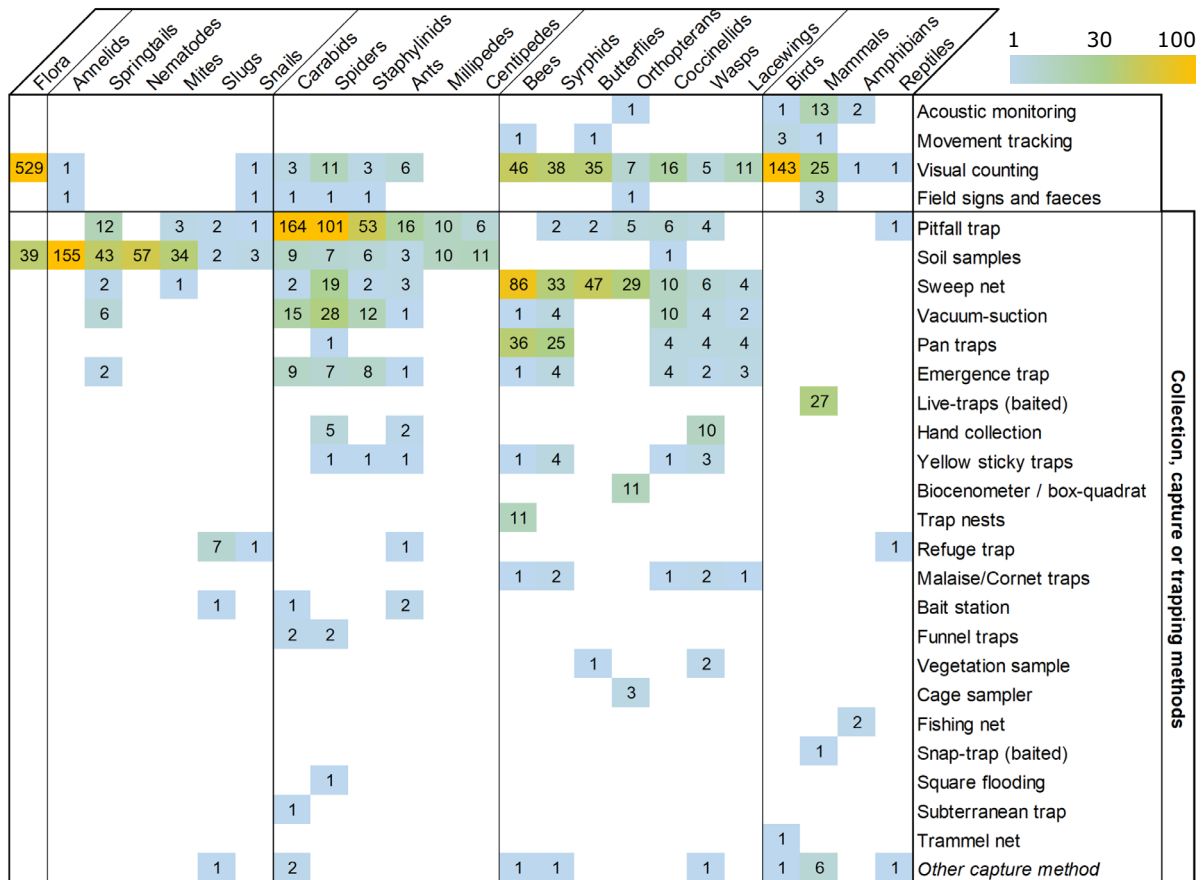 Flora Annelids Springtails Nematodes Mites Slugs Snails Carabids Spiders Staphylinids Ants Millipedes Centipedes Bees Syrphids Butterflies Orthopterans Coccinellids Wasps Lacewings Birds Mammals Amphibians Reptiles
1 30 100
1 1 13 2 Acoustic monitoring
1 1 3 1 Movement tracking
529 1 1 3 11 3 6 46 38 35 7 16 5 11 143 25 1 1 Visual counting
1 1 1 1 1 1 3 Field signs and faeces
12 3 2 1 164 101 53 16 10 6 2 2 5 6 4 1 Pitfall trap
39 155 43 57 34 2 3 9 7 6 3 10 11 1 Soil samples
2 1 2 19 2 3 86 33 47 29 10 6 4 Sweep net
6 15 28 12 1 1 4 10 4 2 Vacuum-suction
1 36 25 4 4 4 Pan traps
2 9 7 8 1 1 4 4 2 3 Emergence trap
27 Live-traps (baited)
5 2 10 Hand collection
1 1 1 1 4 1 3 Yellow sticky traps
11 Biocenometer / box-quadrat
11 Trap nests
7 1 1 1 Refuge trap
1 2 1 2 1 Malaise/Cornet traps
1 1 2 Bait station
2 2 Funnel traps
1 2 Vegetation sample
3 Cage sampler
2 Fishing net
1 Snap-trap (baited)
1 Square flooding
1 Subterranean trap
1 Trammel net
1 2 1 1 1 1 6 1 Other capture method
Collection, capture or trapping methods